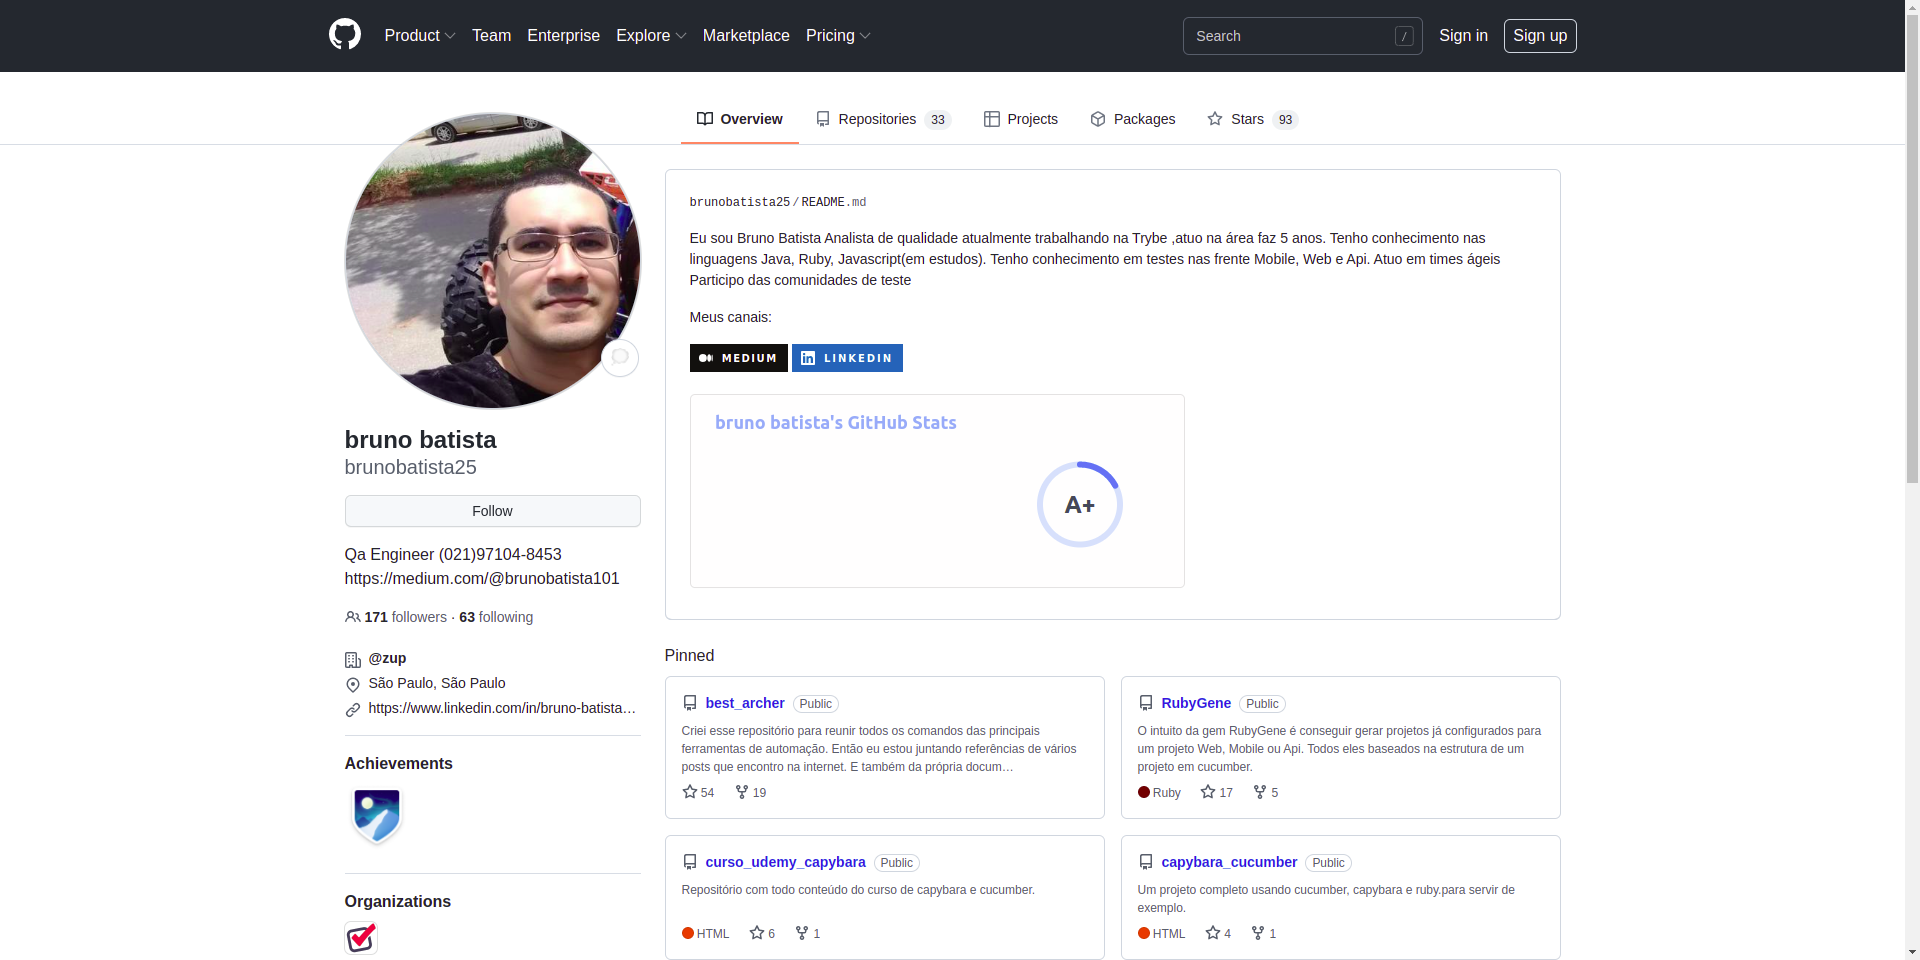 Product Team Enterprise Explore Marketplace Pricing Search / Sign in Sign up
Overview Repositories 33 Projects Packages Stars 93
bruno batista
brunobatista25
Follow
Qa Engineer (021)97104-8453
https://medium.com/@brunobatista101
171 followers · 63 following
@zup
São Paulo, São Paulo
https://www.linkedin.com/in/bruno-batista…
Achievements
Organizations
brunobatista25/README.md
Eu sou Bruno Batista Analista de qualidade atualmente trabalhando na Trybe ,atuo na área faz 5 anos. Tenho conhecimento nas
linguagens Java, Ruby, Javascript(em estudos). Tenho conhecimento em testes nas frente Mobile, Web e Api. Atuo em times ágeis
Participo das comunidades de teste
Meus canais:
MEDIUM LINKEDIN
bruno batista's GitHub Stats
A+
Pinned
best_archer Public
Criei esse repositório para reunir todos os comandos das principais
ferramentas de automação. Então eu estou juntando referências de vários
posts que encontro na internet. E também da própria docum…
54 19
RubyGene Public
O intuito da gem RubyGene é conseguir gerar projetos já configurados para
um projeto Web, Mobile ou Api. Todos eles baseados na estrutura de um
projeto em cucumber.
Ruby 17 5
curso_udemy_capybara Public
Repositório com todo conteúdo do curso de capybara e cucumber.
HTML 6 1
capybara_cucumber Public
Um projeto completo usando cucumber, capybara e ruby.para servir de
exemplo.
HTML 4 1